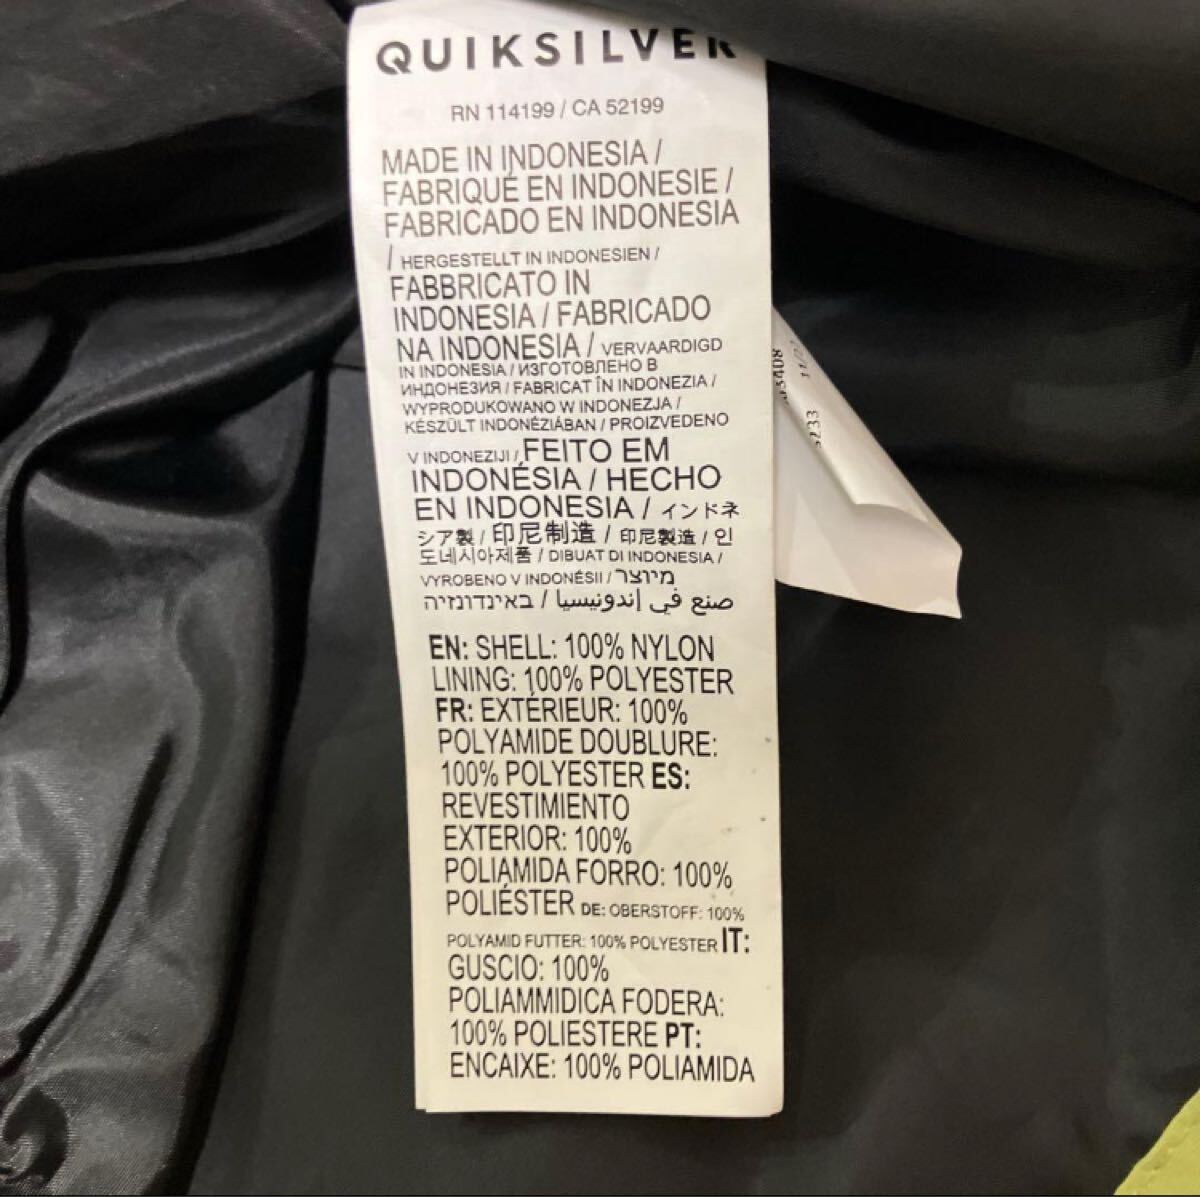 QUIKSILVER
RN 114199 / CA 52199
MADE IN INDONESIA /
FABRIQUÉ EN INDONESIE /
FABRICADO EN INDONESIA
/ HERGESTELLT IN INDONESIEN /
FABBRICATO IN
INDONESIA / FABRICADO
NA INDONESIA / VERVAARDIGD
IN INDONESIA / ИЗГОТОВЛЕНО В
ИНДОНЕЗИЯ / FABRICAT ÎN INDONEZIA /
WYPRODUKOWANO W INDONEZJA /
KÉSZÜLT INDONÉZIÁBAN / PROIZVEDENO
V INDONEZIJI / FEITO EM
INDONÉSIA / HECHO
EN INDONESIA / インドネ
シア製 / 印尼制造 / 印尼製造 / 인
도네시아제품 / DIBUAT DI INDONESIA /
VYROBENO V INDONÉSII / מיוצר
באינדונזיה / صنع في إندونيسيا
EN: SHELL: 100% NYLON
LINING: 100% POLYESTER
FR: EXTÉRIEUR: 100%
POLYAMIDE DOUBLURE:
100% POLYESTER ES:
REVESTIMIENTO
EXTERIOR: 100%
POLIAMIDA FORRO: 100%
POLIÉSTER DE: OBERSTOFF: 100%
POLYAMID FUTTER: 100% POLYESTER IT:
GUSCIO: 100%
POLIAMMIDICA FODERA:
100% POLIESTERE PT:
ENCAIXE: 100% POLIAMIDA